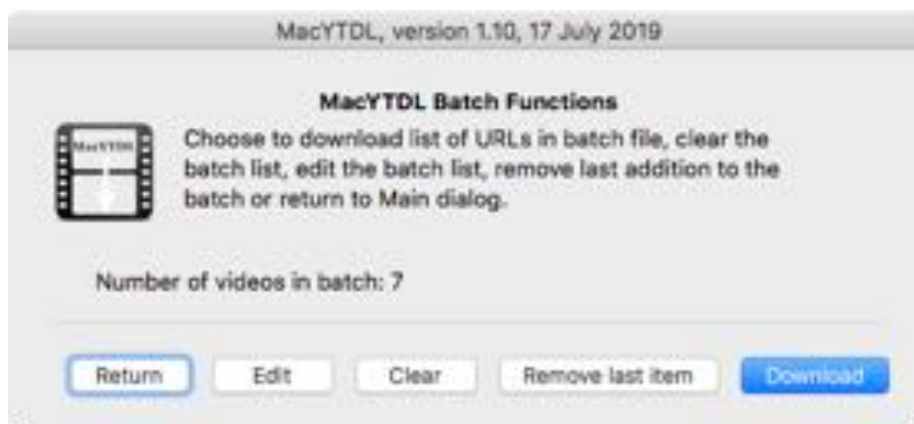 MacYTDL, version 1.10, 17 July 2019
MacYTDL Batch Functions
MacYTDL
Choose to download list of URLs in batch file, clear the
batch list, edit the batch list, remove last addition to the
batch or return to Main dialog.
Number of videos in batch: 7
Return Edit Clear Remove last item Download